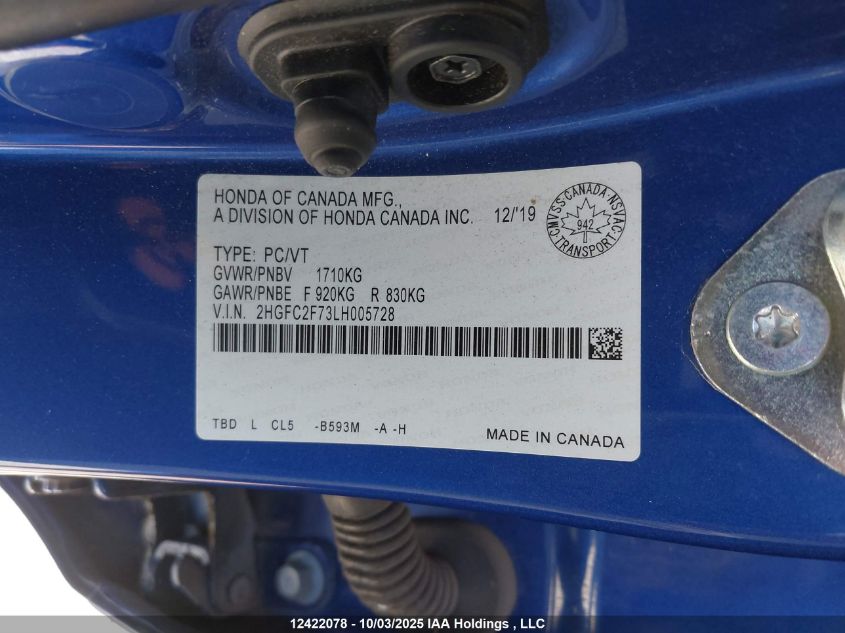 HONDA OF CANADA MFG.,
A DIVISION OF HONDA CANADA INC. 12/'19
CMVSS·CANADA·NSVAC
942
TRANSPORT
TYPE: PC/VT
GVWR/PNBV 1710KG
GAWR/PNBE F 920KG R 830KG
V.I.N. 2HGFC2F73LH005728
TBD L CL5 -B593M -A -H
MADE IN CANADA
12422078 - 10/03/2025 IAA Holdings , LLC